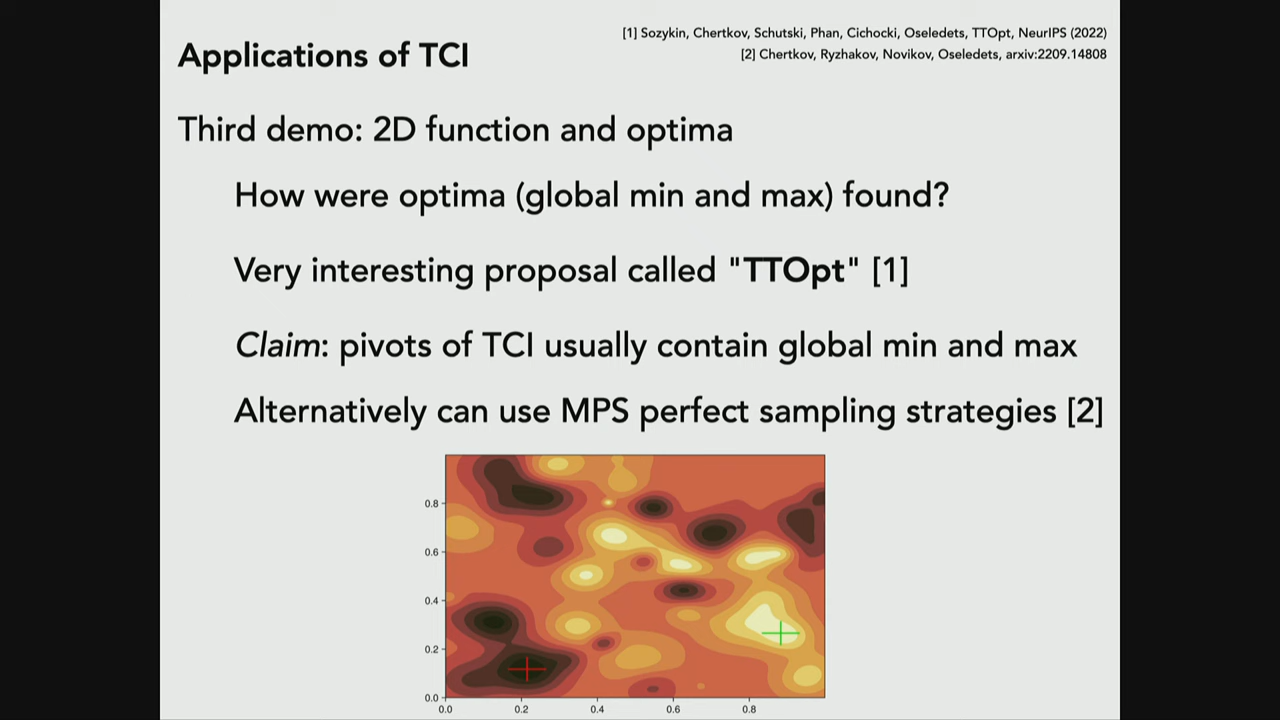 [1] Sozykin, Chertkov, Schutski, Phan, Cichocki, Oseledets, TTOpt, NeurIPS (2022)
[2] Chertkov, Ryzhakov, Novikov, Oseledets, arxiv:2209.14808
Applications of TCI
Third demo: 2D function and optima
How were optima (global min and max) found?
Very interesting proposal called "TTOpt" [1]
Claim: pivots of TCI usually contain global min and max
Alternatively can use MPS perfect sampling strategies [2]
0.8
0.6
0.4
0.2
0.0
0.0 0.2 0.4 0.6 0.8